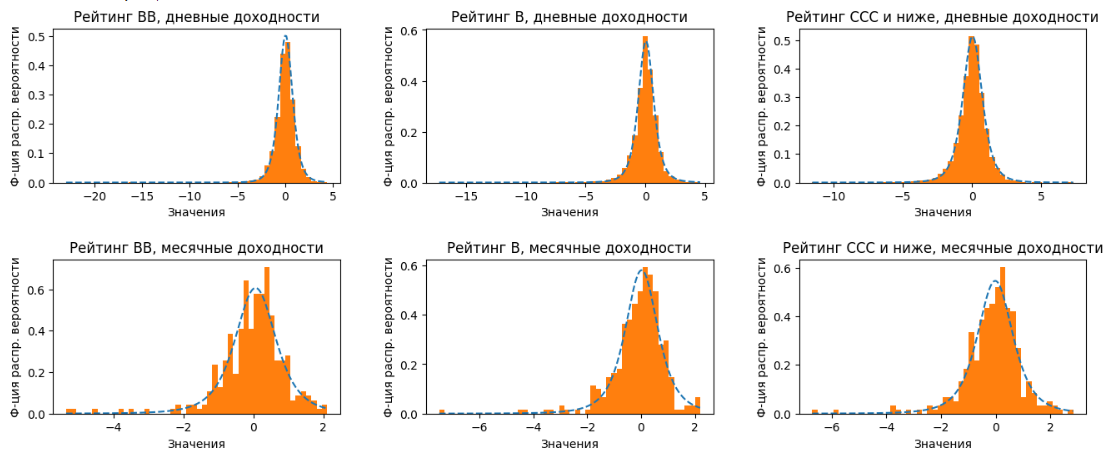 Рейтинг BB, дневные доходности
Ф-ция распр. вероятности
0.5
0.4
0.3
0.2
0.1
0.0
−20 −15 −10 −5 0 5
Значения
Рейтинг B, дневные доходности
Ф-ция распр. вероятности
0.6
0.4
0.2
0.0
−15 −10 −5 0 5
Значения
Рейтинг CCC и ниже, дневные доходности
Ф-ция распр. вероятности
0.5
0.4
0.3
0.2
0.1
0.0
−10 −5 0 5
Значения
Рейтинг BB, месячные доходности
Ф-ция распр. вероятности
0.6
0.4
0.2
0.0
−4 −2 0 2
Значения
Рейтинг B, месячные доходности
Ф-ция распр. вероятности
0.6
0.4
0.2
0.0
−6 −4 −2 0 2
Значения
Рейтинг CCC и ниже, месячные доходности
Ф-ция распр. вероятности
0.6
0.4
0.2
0.0
−6 −4 −2 0 2
Значения